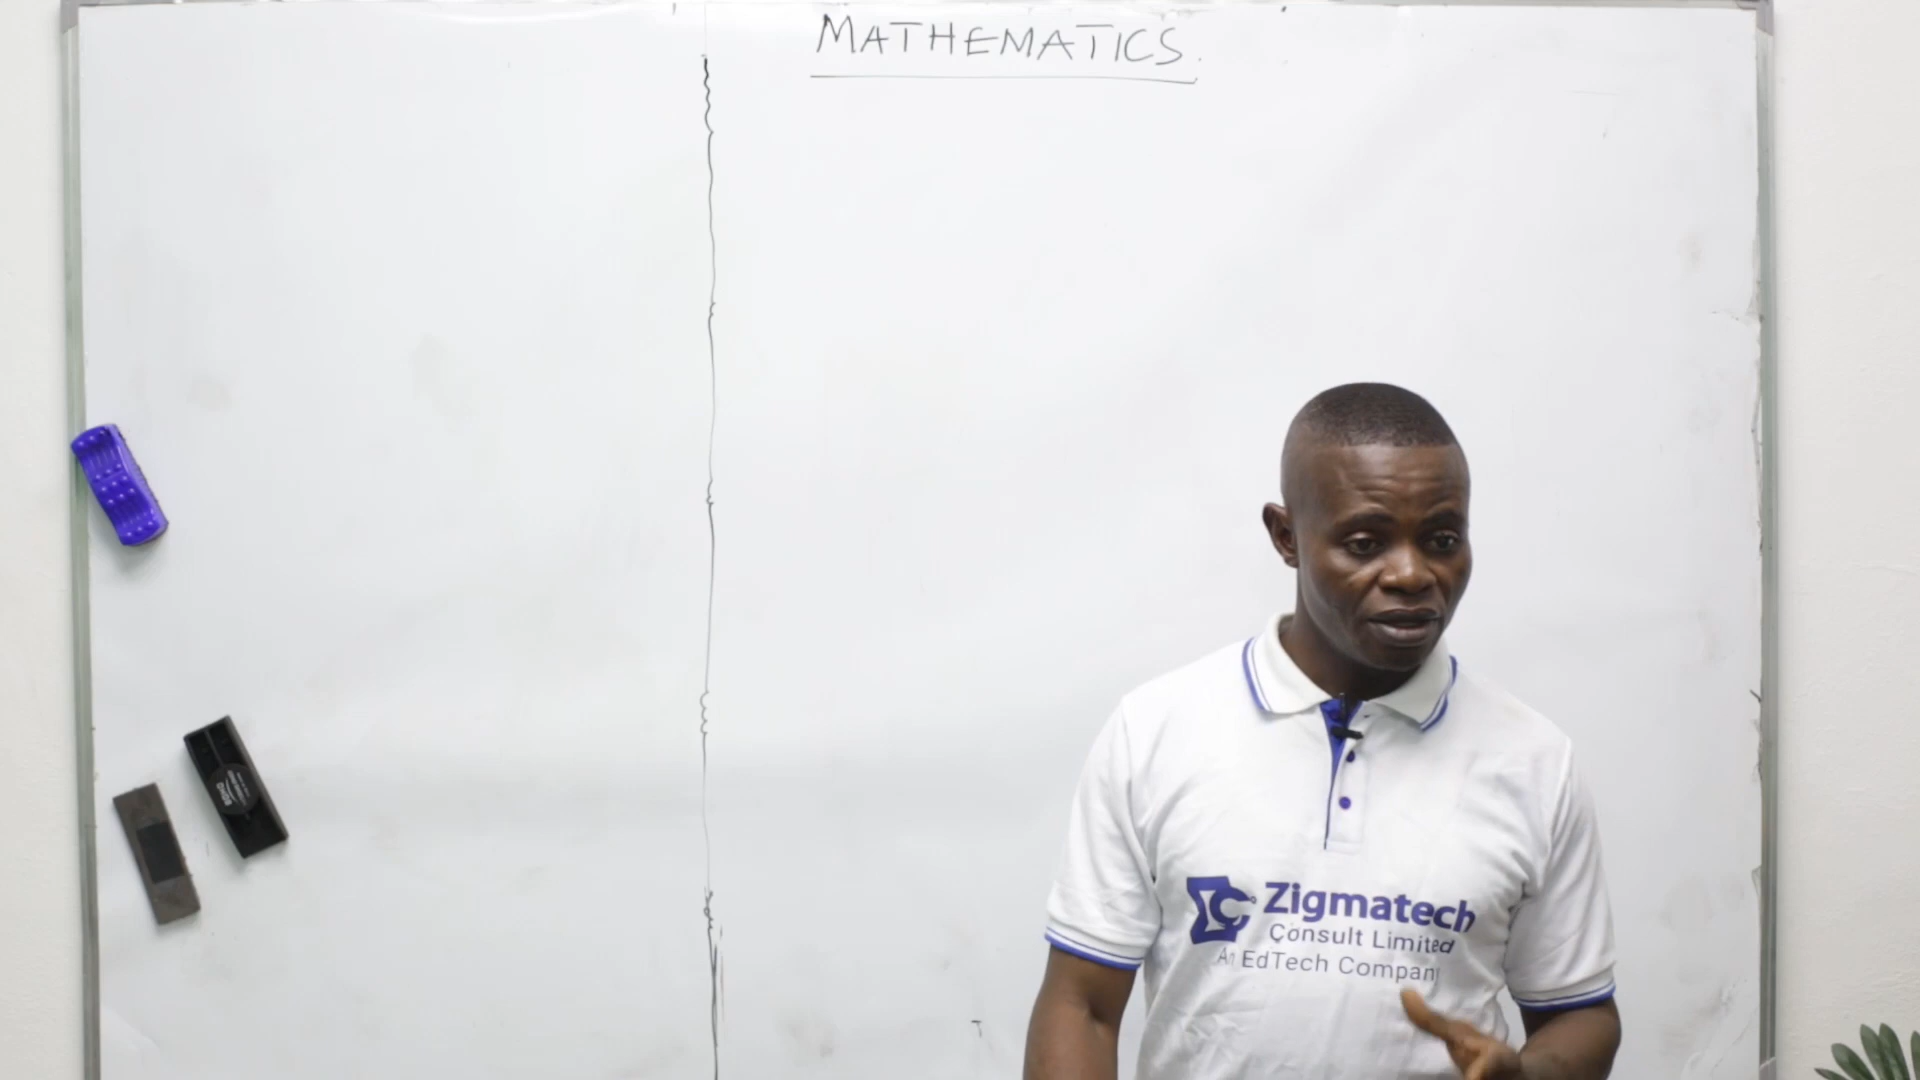 MATHEMATICS.
Zigmatech
Consult Limited
An EdTech Company